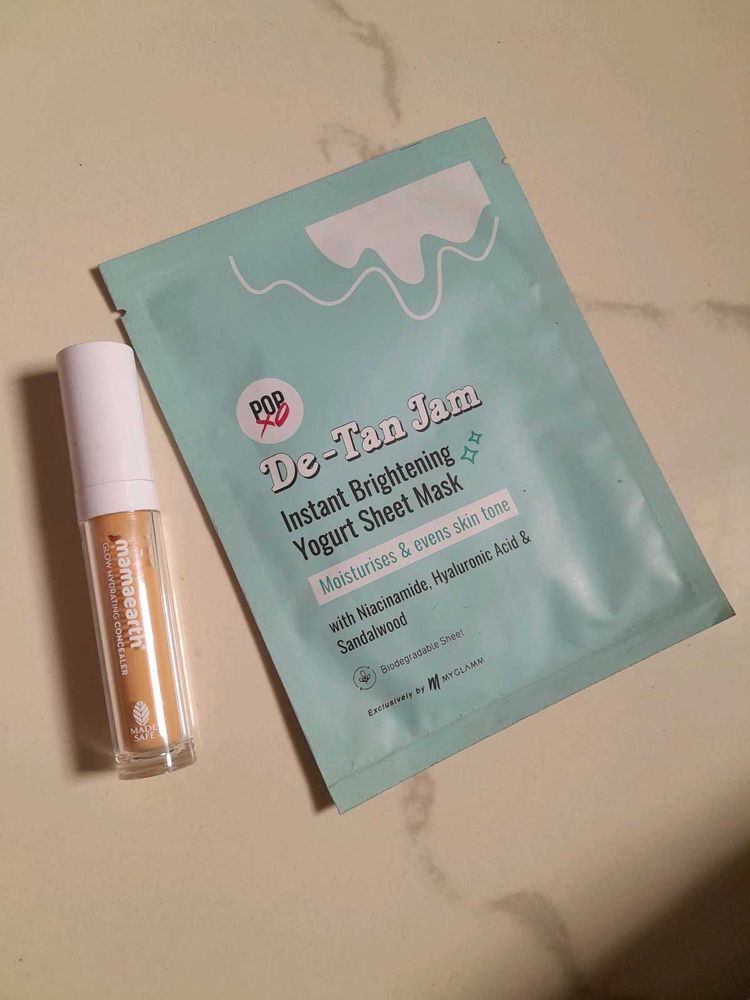 POP
XO
De-Tan Jam
Instant Brightening
Yogurt Sheet Mask
Moisturises & evens skin tone
with Niacinamide, Hyaluronic Acid &
Sandalwood
Biodegradable Sheet
Exclusively by M MYGLAMM
mamaearth
GLOW HYDRATING CONCEALER
MADE
SAFE